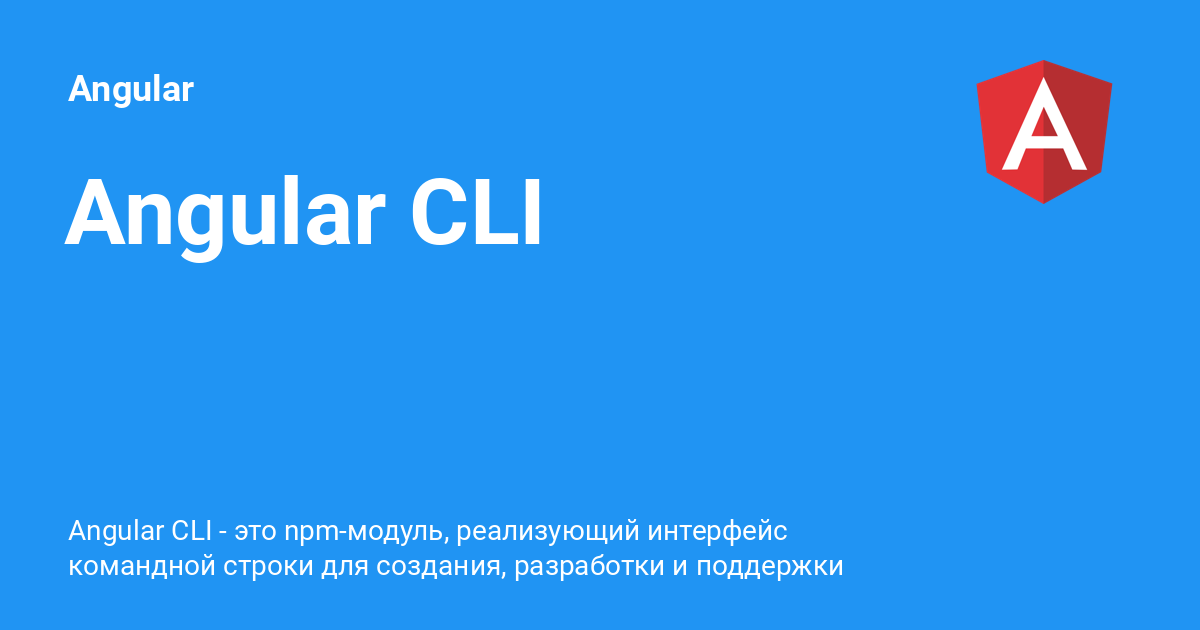 Angular
Angular CLI
Angular CLI - это npm-модуль, реализующий интерфейс
командной строки для создания, разработки и поддержки